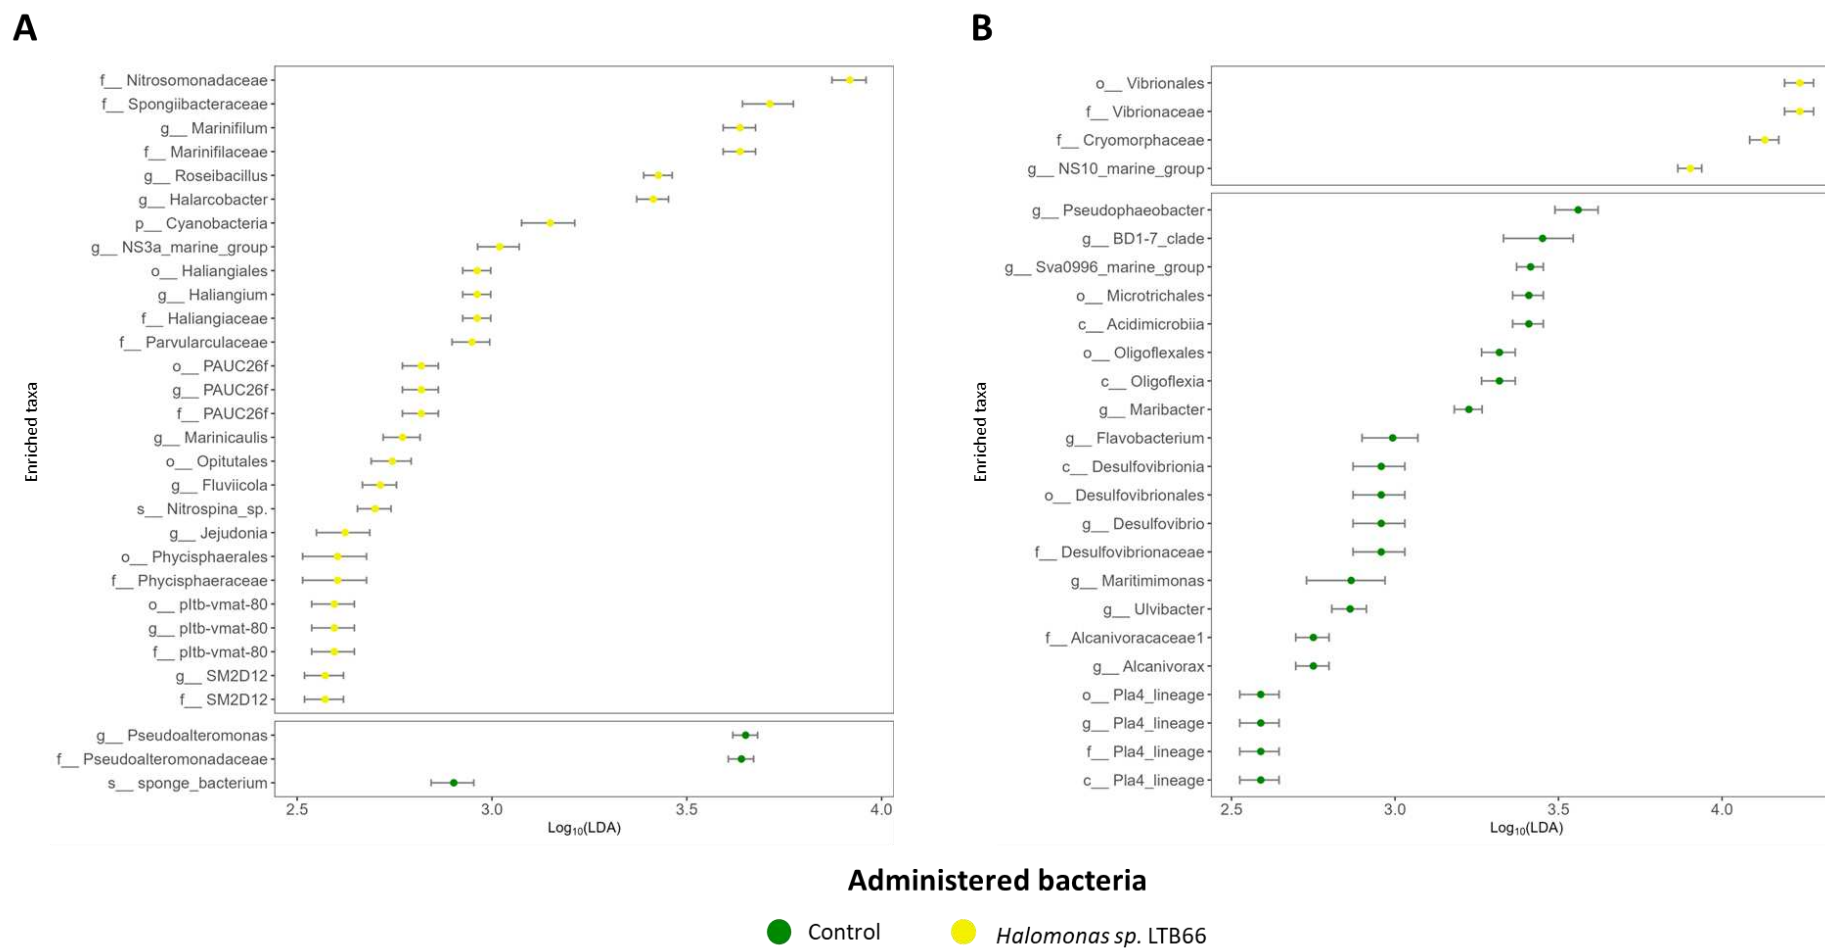 A
B
Enriched taxa
f__ Nitrosomonadaceae
f__ Spongiibacteraceae
g__ Marinifilum
f__ Marinifilaceae
g__ Roseibacillus
g__ Halarcobacter
p__ Cyanobacteria
g__ NS3a_marine_group
o__ Haliangiales
g__ Haliangium
f__ Haliangiaceae
f__ Parvularculaceae
o__ PAUC26f
g__ PAUC26f
f__ PAUC26f
g__ Marinicaulis
o__ Opitutales
g__ Fluviicola
s__ Nitrospina_sp.
g__ Jejudonia
o__ Phycisphaerales
f__ Phycisphaeraceae
o__ pItb-vmat-80
g__ pItb-vmat-80
f__ pItb-vmat-80
g__ SM2D12
f__ SM2D12
g__ Pseudoalteromonas
f__ Pseudoalteromonadaceae
s__ sponge_bacterium
2.5 3.0 3.5 4.0
Log10(LDA)
Enriched taxa
o__ Vibrionales
f__ Vibrionaceae
f__ Cryomorphaceae
g__ NS10_marine_group
g__ Pseudophaeobacter
g__ BD1-7_clade
g__ Sva0996_marine_group
o__ Microtrichales
c__ Acidimicrobiia
o__ Oligoflexales
c__ Oligoflexia
g__ Maribacter
g__ Flavobacterium
c__ Desulfovibrionia
o__ Desulfovibrionales
g__ Desulfovibrio
f__ Desulfovibrionaceae
g__ Maritimimonas
g__ Ulvibacter
f__ Alcanivoracaceae1
g__ Alcanivorax
o__ Pla4_lineage
g__ Pla4_lineage
f__ Pla4_lineage
c__ Pla4_lineage
2.5 3.0 3.5 4.0
Log10(LDA)
Administered bacteria
Control
Halomonas sp. LTB66